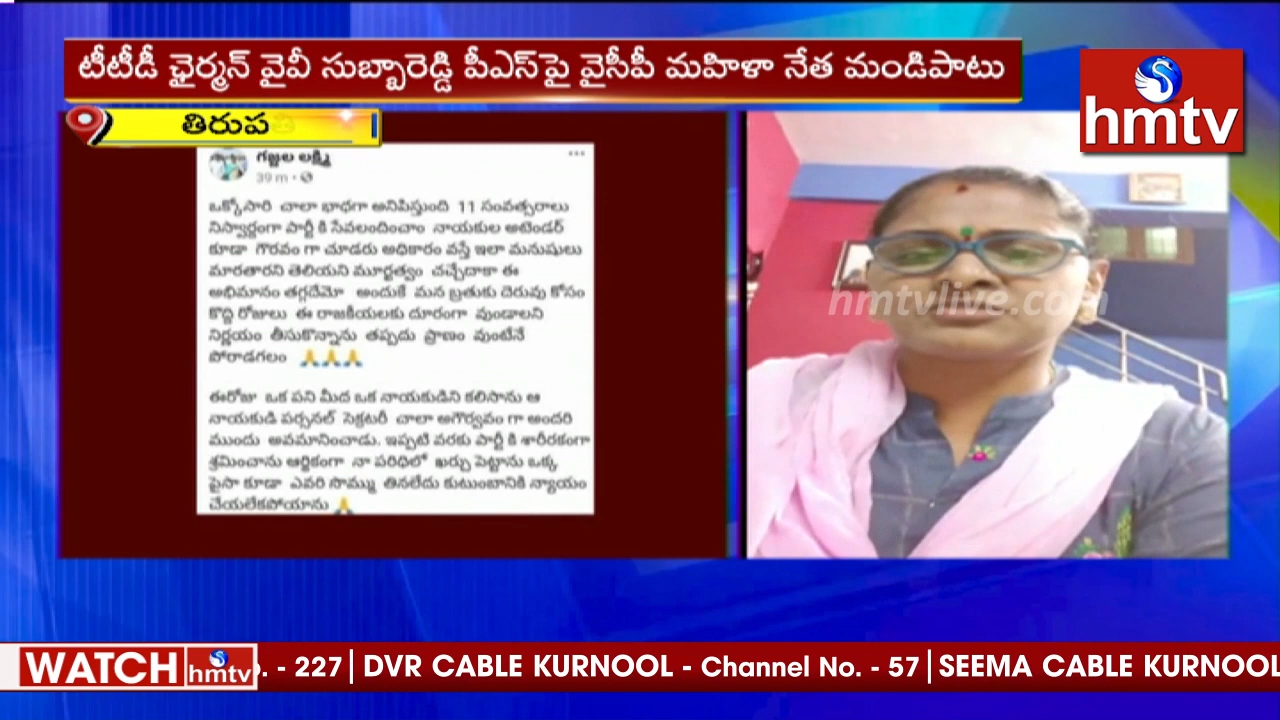 టీటీడీ ఛైర్మన్ వైవీ సుబ్బారెడ్డి పీఎస్‌పై వైసీపీ మహిళా నేత మండిపాటు
hmtv
తిరుపతి
గజ్జల లక్ష్మి
39 m •
ఒక్కోసారి చాలా భాధగా అనిపిస్తుంది 11 సంవత్సరాలు
నిస్వార్ధంగా పార్టీ కి సేవలందించాం నాయకుల అటెండర్
కూడా గౌరవం గా చూడరు అధికారం వస్తే ఇలా మనుషులు
మారతారని తెలియని మూర్ఖత్వం చచ్చేదాకా ఈ
అభిమానం తగ్గదేమో అందుకే మన బ్రతుకు దెరువు కోసం
కొద్ది రోజులు ఈ రాజకీయలకు దూరంగా వుండాలని
నిర్ణయం తీసుకొన్నాను తప్పదు ప్రాణం వుంటేనే
పోరాడగలం 🙏🙏🙏
ఈరోజు ఒక పని మీద ఒక నాయకుడిని కలిసాను ఆ
నాయకుడి పర్సనల్ సెక్రటరీ చాలా అగౌర్వవం గా అందరి
ముందు అవమానించాడు. ఇప్పటి వరకు పార్టీ కి శారీరకంగా
శ్రమించాను ఆర్థికంగా నా పరిధిలో ఖర్చు పెట్టాను ఒక్క
పైసా కూడా ఎవరి సొమ్ము తినలేదు కుటుంబానికి న్యాయం
చేయలేకపోయాను 🙏
hmtvlive.com
WATCH hmtv o. - 227 | DVR CABLE KURNOOL - Channel No. - 57 | SEEMA CABLE KURNOOL